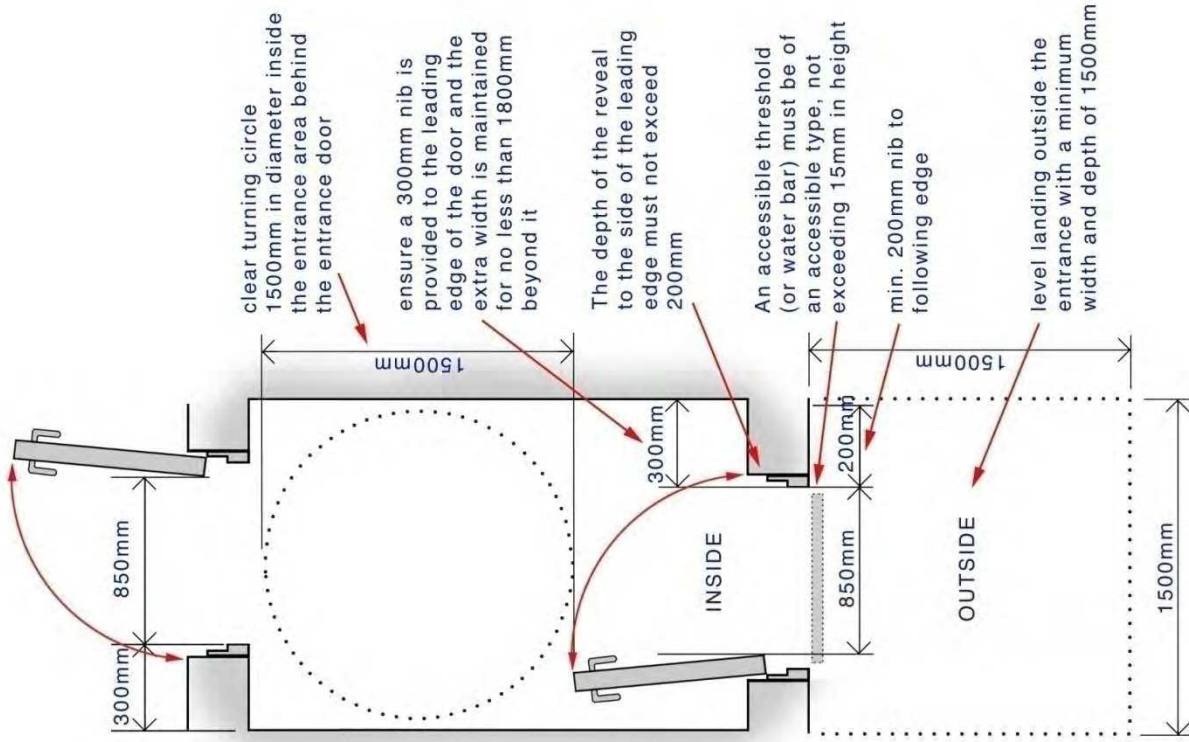 clear turning circle
1500mm in diameter inside
the entrance area behind
the entrance door
ensure a 300mm nib is
provided to the leading
edge of the door and the
extra width is maintained
for no less than 1800mm
beyond it
The depth of the reveal
to the side of the leading
edge must not exceed
200mm
An accessible threshold
(or water bar) must be of
an accessible type, not
exceeding 15mm in height
min. 200mm nib to
following edge
level landing outside the
entrance with a minimum
width and depth of 1500mm
1500mm
1500mm
300mm
200mm
850mm
INSIDE
850mm
OUTSIDE
300mm
1500mm